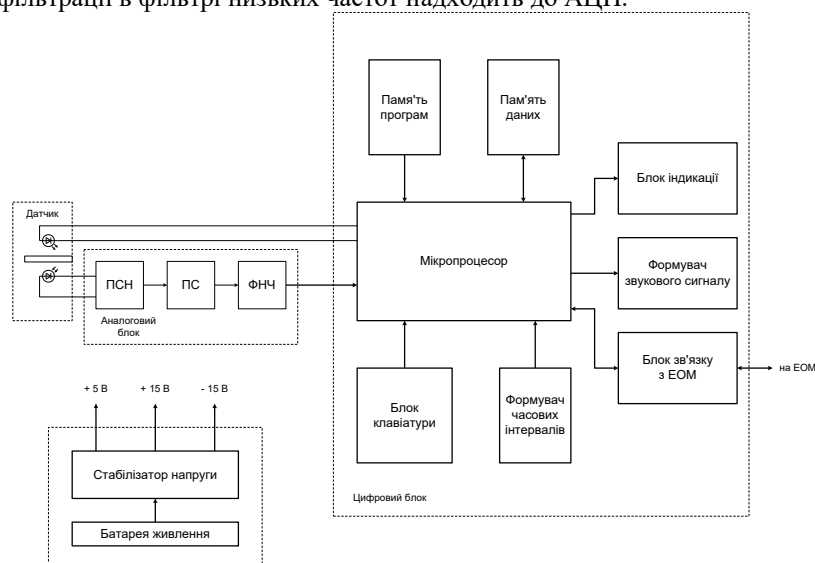 фільтрації в фільтрі низьких частот надходить до АЦП.
Памя'ть
програм
Пам'ять
даних
Блок індикації
Датчик
Мікропроцесор
Формувач
звукового сигналу
ПСН
ПС
ФНЧ
Аналоговий
блок
Блок зв'язку
з ЕОМ
на ЕОМ
+ 5 В
+ 15 В
- 15 В
Блок
клавіатури
Формувач
часових
інтервалів
Стабілізатор напруги
Цифровий блок
Батарея живлення